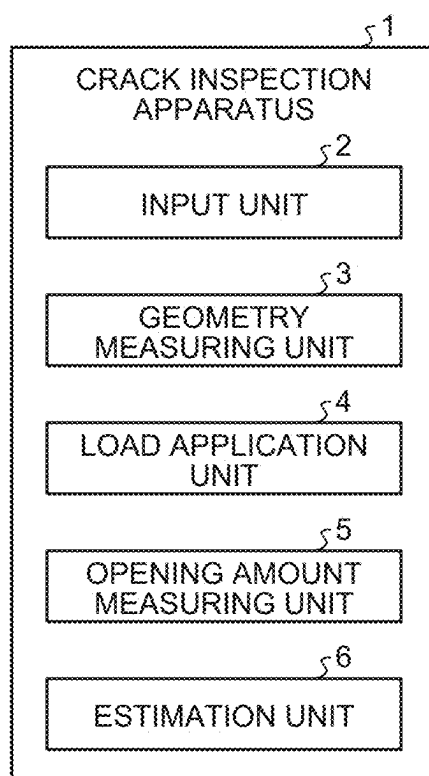 1
CRACK INSPECTION
APPARATUS
2
INPUT UNIT
3
GEOMETRY
MEASURING UNIT
4
LOAD APPLICATION
UNIT
5
OPENING AMOUNT
MEASURING UNIT
6
ESTIMATION UNIT